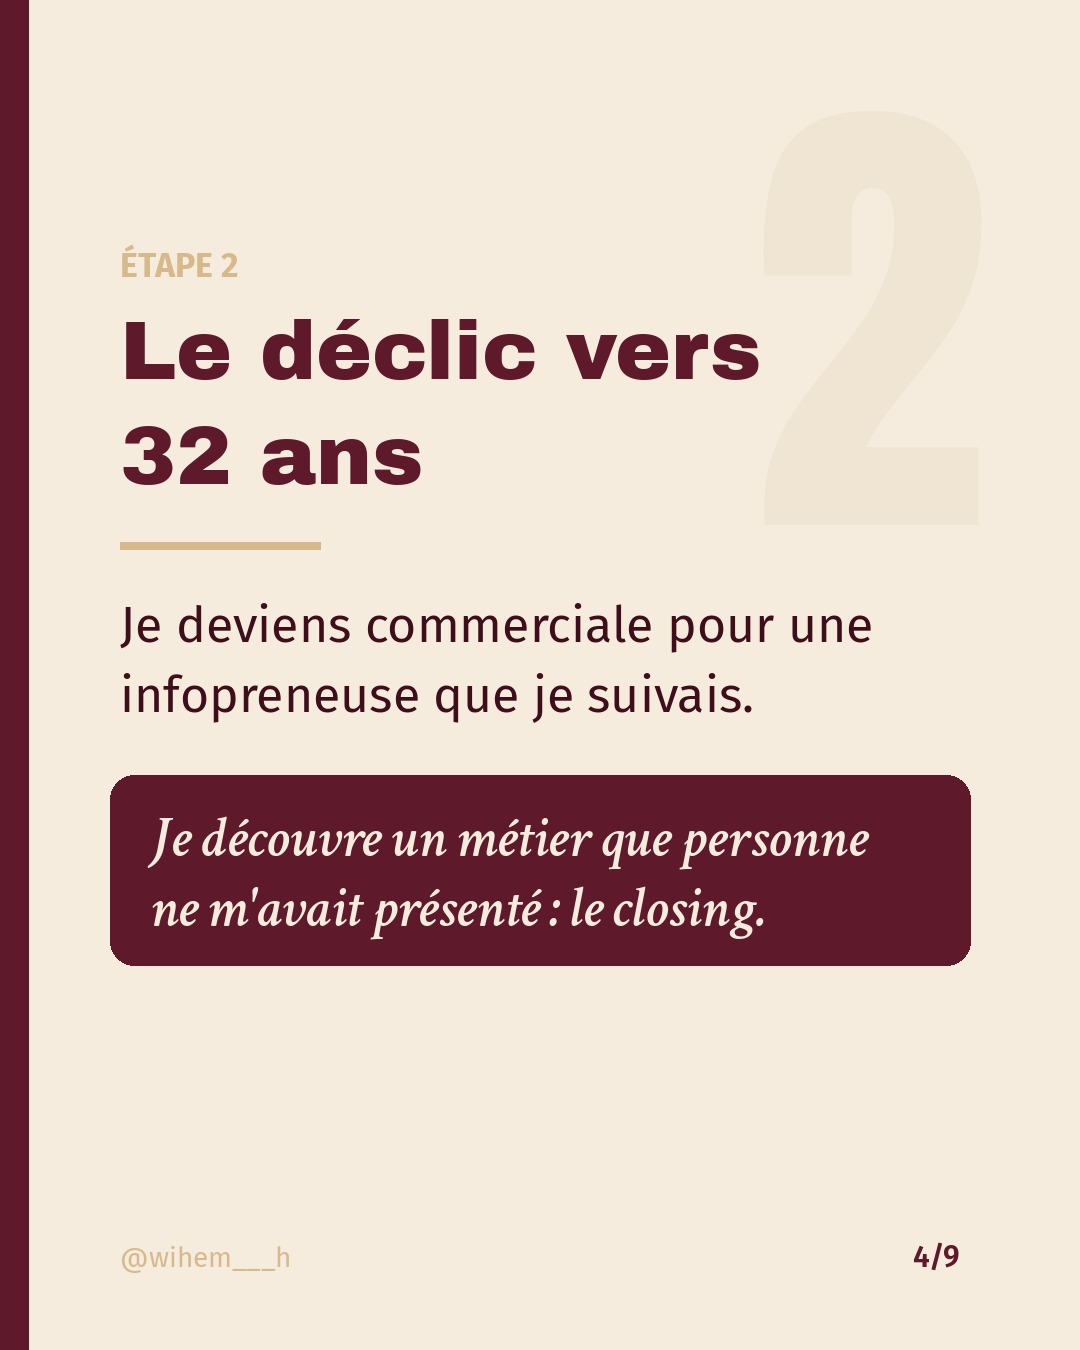 2
ÉTAPE 2
Le déclic vers
32 ans
Je deviens commerciale pour une
infopreneuse que je suivais.
Je découvre un métier que personne
ne m'avait présenté : le closing.
@wihem___h
4/9